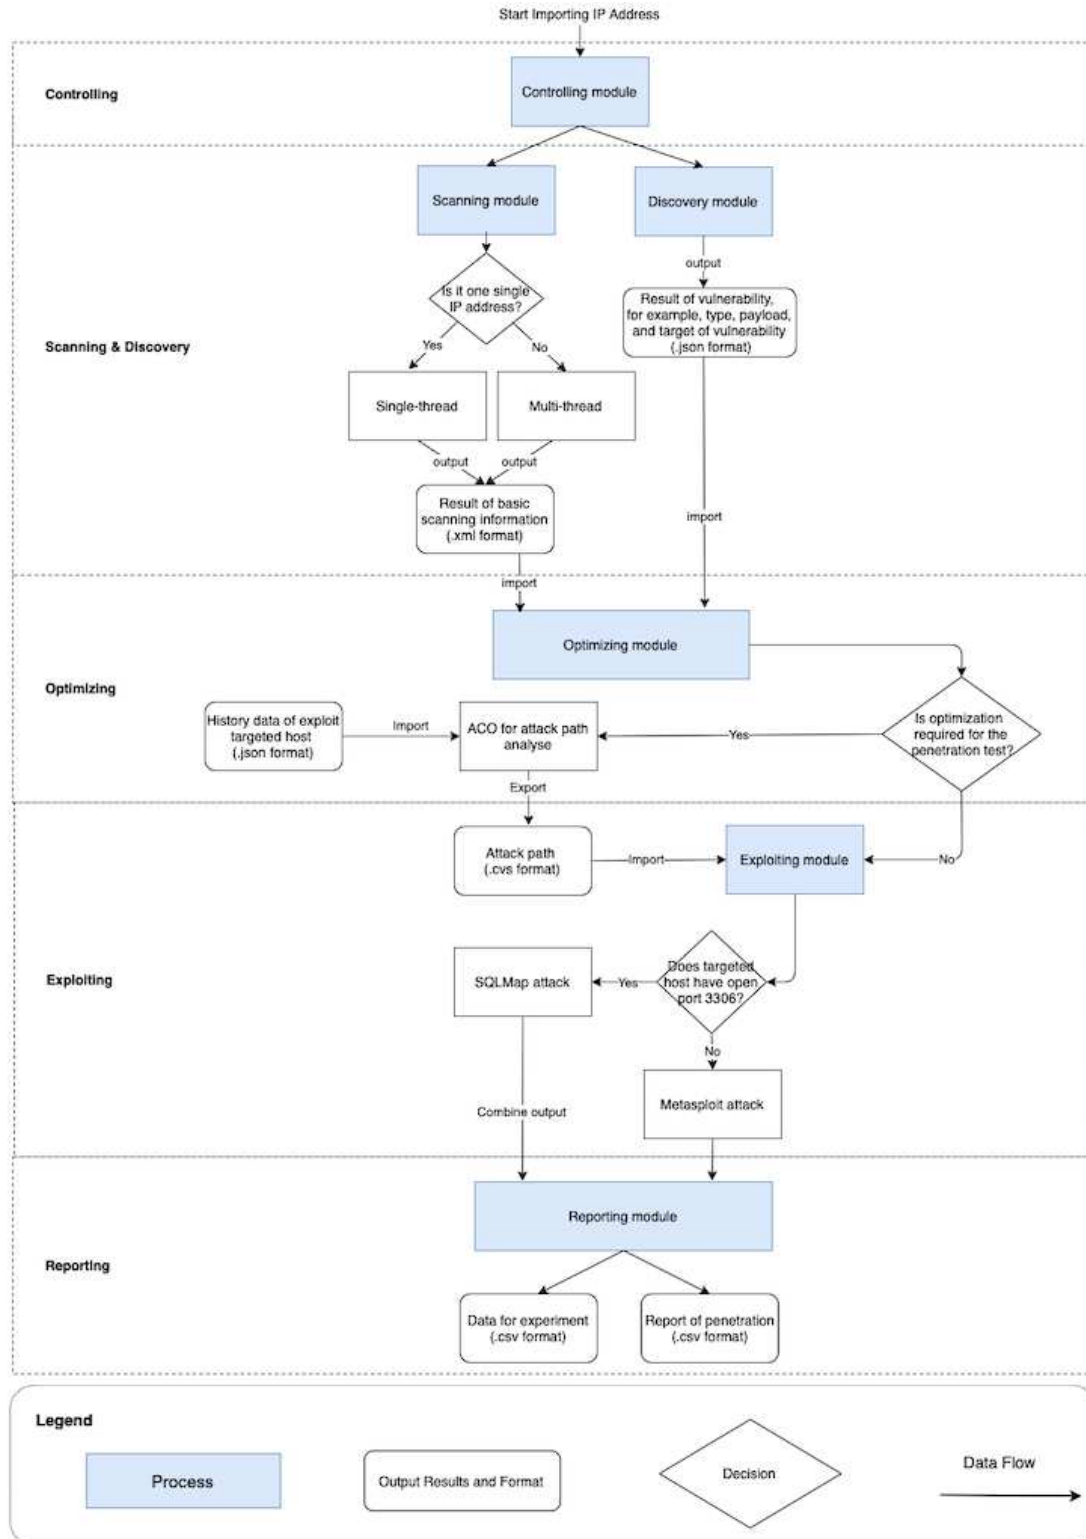 Start Importing IP Address
Controlling
Controlling module
Scanning module
Discovery module
output
Is it one single
IP address?
Result of vulnerability,
for example, type, payload,
and target of vulnerability
(.json format)
Scanning & Discovery
Yes
No
Single-thread
Multi-thread
output
output
Result of basic
scanning information
(.xml format)
import
import
Optimizing module
Optimizing
History data of exploit
targeted host
(.json format)
Import
ACO for attack path
analyse
Yes
Is optimization
required for the
penetration test?
Export
Attack path
(.cvs format)
Import
Exploiting module
No
Exploiting
SQLMap attack
Yes
Does targeted
host have open
port 3306?
No
Metasploit attack
Combine output
Reporting module
Reporting
Data for experiment
(.csv format)
Report of penetration
(.csv format)
Legend
Process
Output Results and Format
Decision
Data Flow